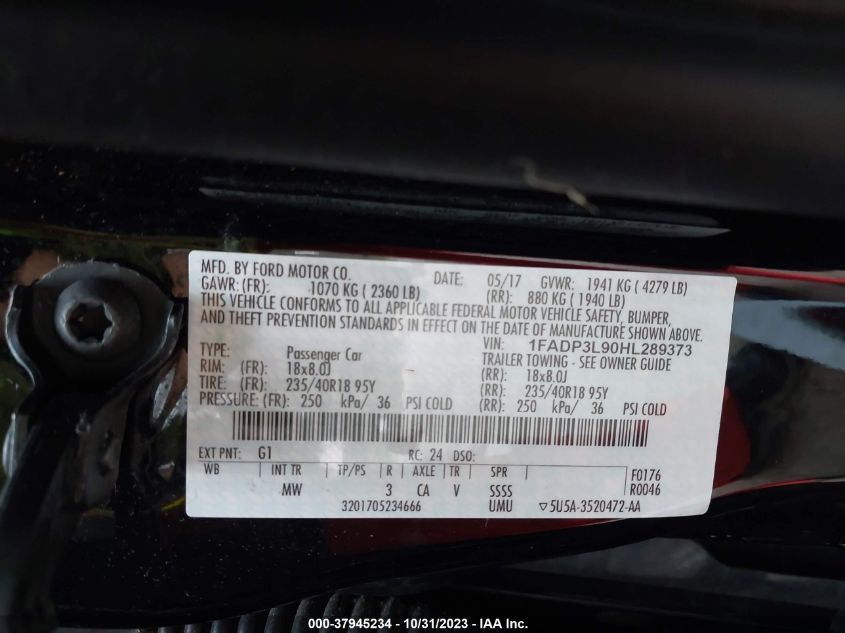 MFD. BY FORD MOTOR CO. DATE: 05/17 GVWR: 1941 KG ( 4279 LB)
GAWR:(FR): 1070 KG ( 2360 LB) (RR): 880 KG ( 1940 LB)
THIS VEHICLE CONFORMS TO ALL APPLICABLE FEDERAL MOTOR VEHICLE SAFETY, BUMPER,
AND THEFT PREVENTION STANDARDS IN EFFECT ON THE DATE OF MANUFACTURE SHOWN ABOVE.
VIN: 1FADP3L90HL289373
TYPE: Passenger Car TRAILER TOWING - SEE OWNER GUIDE
RIM: (FR): 18x8.0J (RR): 18x8.0J
TIRE: (FR): 235/40R18 95Y (RR): 235/40R18 95Y
PRESSURE: (FR): 250 kPa/ 36 PSI COLD (RR): 250 kPa/ 36 PSI COLD
EXT PNT: G1 RC: 24 DSO:
WB INT TR TP/PS R AXLE TR SPR F0176
MW 3 CA V SSSS R0046
3201705234666 UMU ▽5U5A-3520472-AA
000-37945234 - 10/31/2023 - IAA Inc.